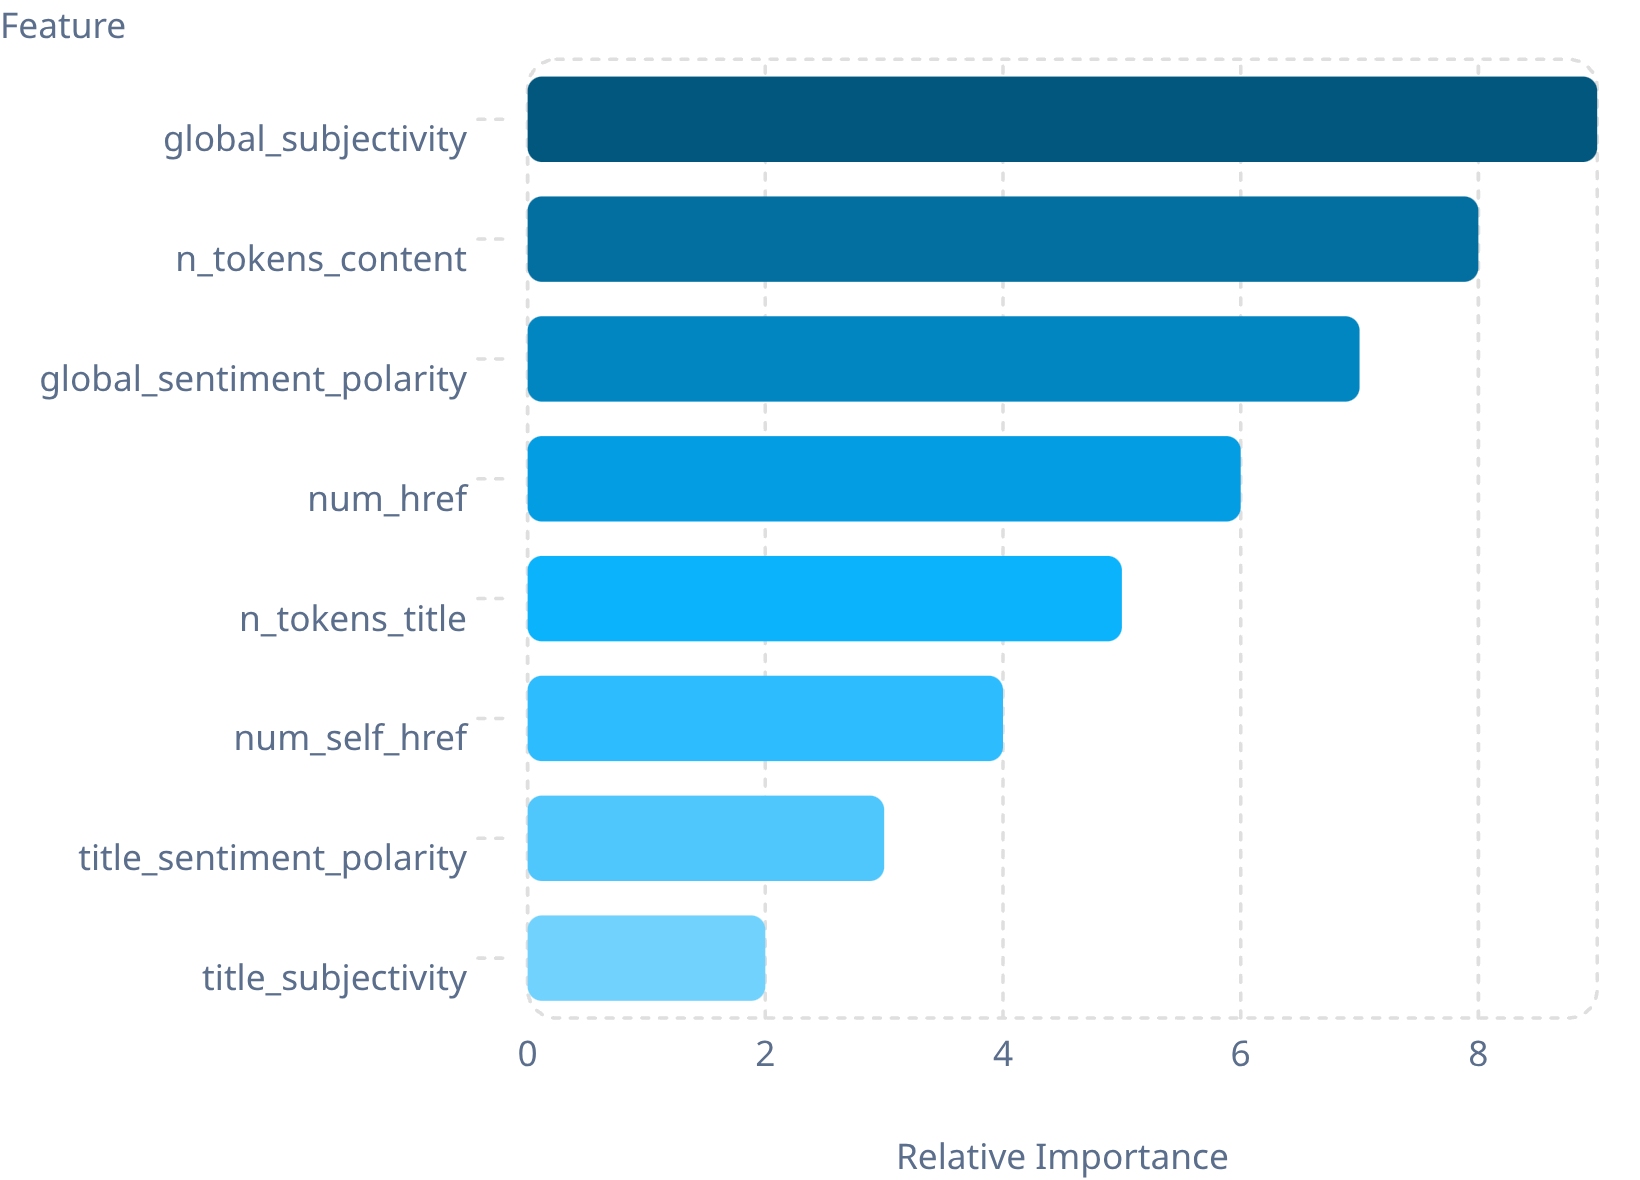 Feature
global_subjectivity
n_tokens_content
global_sentiment_polarity
num_href
n_tokens_title
num_self_href
title_sentiment_polarity
title_subjectivity
0 2 4 6 8
Relative Importance